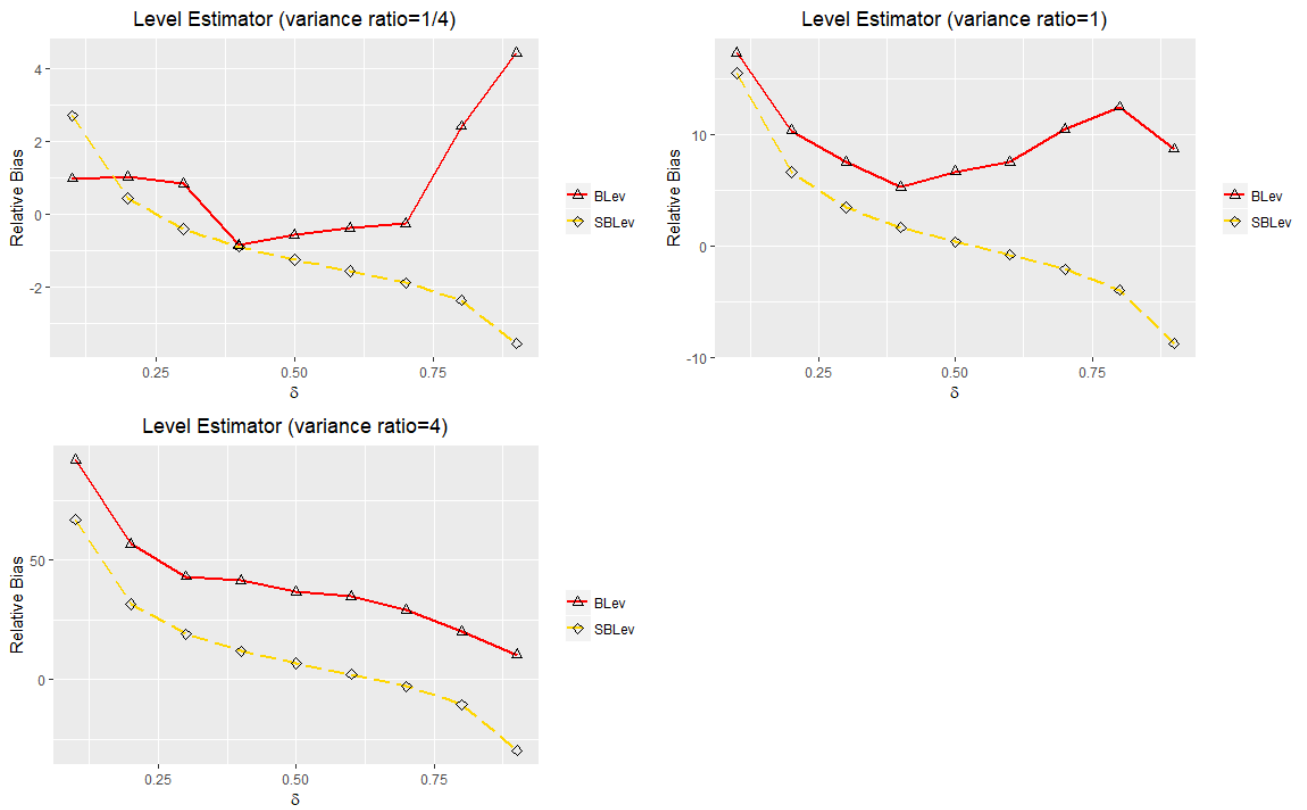 Level Estimator (variance ratio=1/4)
Relative Bias
4
2
0
-2
0.25 0.50 0.75
δ
BLev
SBLev
Level Estimator (variance ratio=1)
Relative Bias
10
0
-10
0.25 0.50 0.75
δ
BLev
SBLev
Level Estimator (variance ratio=4)
Relative Bias
50
0
0.25 0.50 0.75
δ
BLev
SBLev